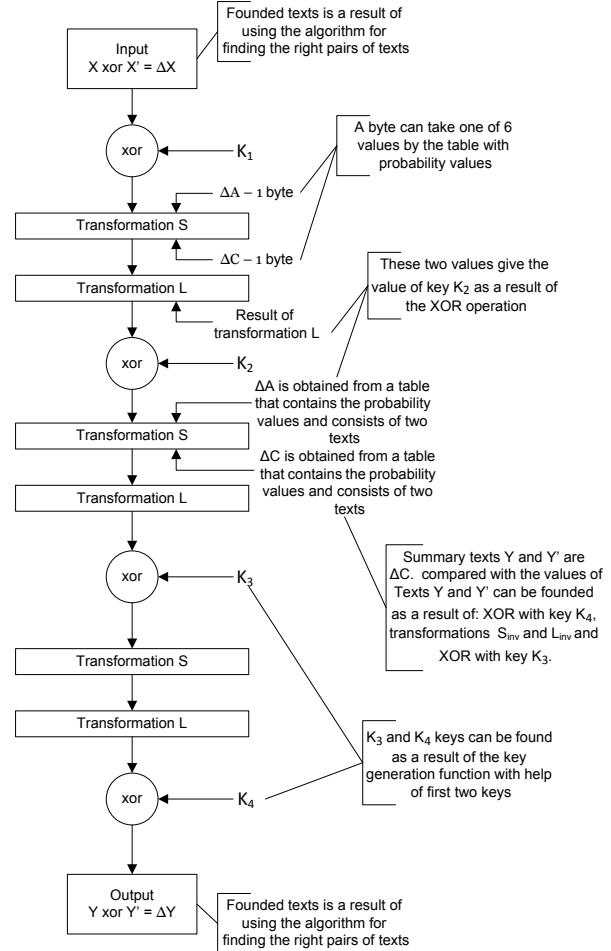 Founded texts is a result of
using the algorithm for
finding the right pairs of texts
Input
X xor X' = ΔX
A byte can take one of 6
values by the table with
probability values
xor
K₁
ΔA – 1 byte
Transformation S
ΔC – 1 byte
These two values give the
value of key K₂ as a result of
the XOR operation
Transformation L
Result of
transformation L
xor
K₂
ΔA is obtained from a table
that contains the probability
values and consists of two
texts
Transformation S
ΔC is obtained from a table
that contains the probability
values and consists of two
texts
Transformation L
Summary texts Y and Y' are
ΔC. compared with the values of
Texts Y and Y' can be founded
as a result of: XOR with key K₄,
transformations Sinv and Linv and
XOR with key K₃.
xor
K₃
Transformation S
Transformation L
K₃ and K₄ keys can be found
as a result of the key
generation function with help
of first two keys
xor
K₄
Output
Y xor Y' = ΔY
Founded texts is a result of
using the algorithm for
finding the right pairs of texts